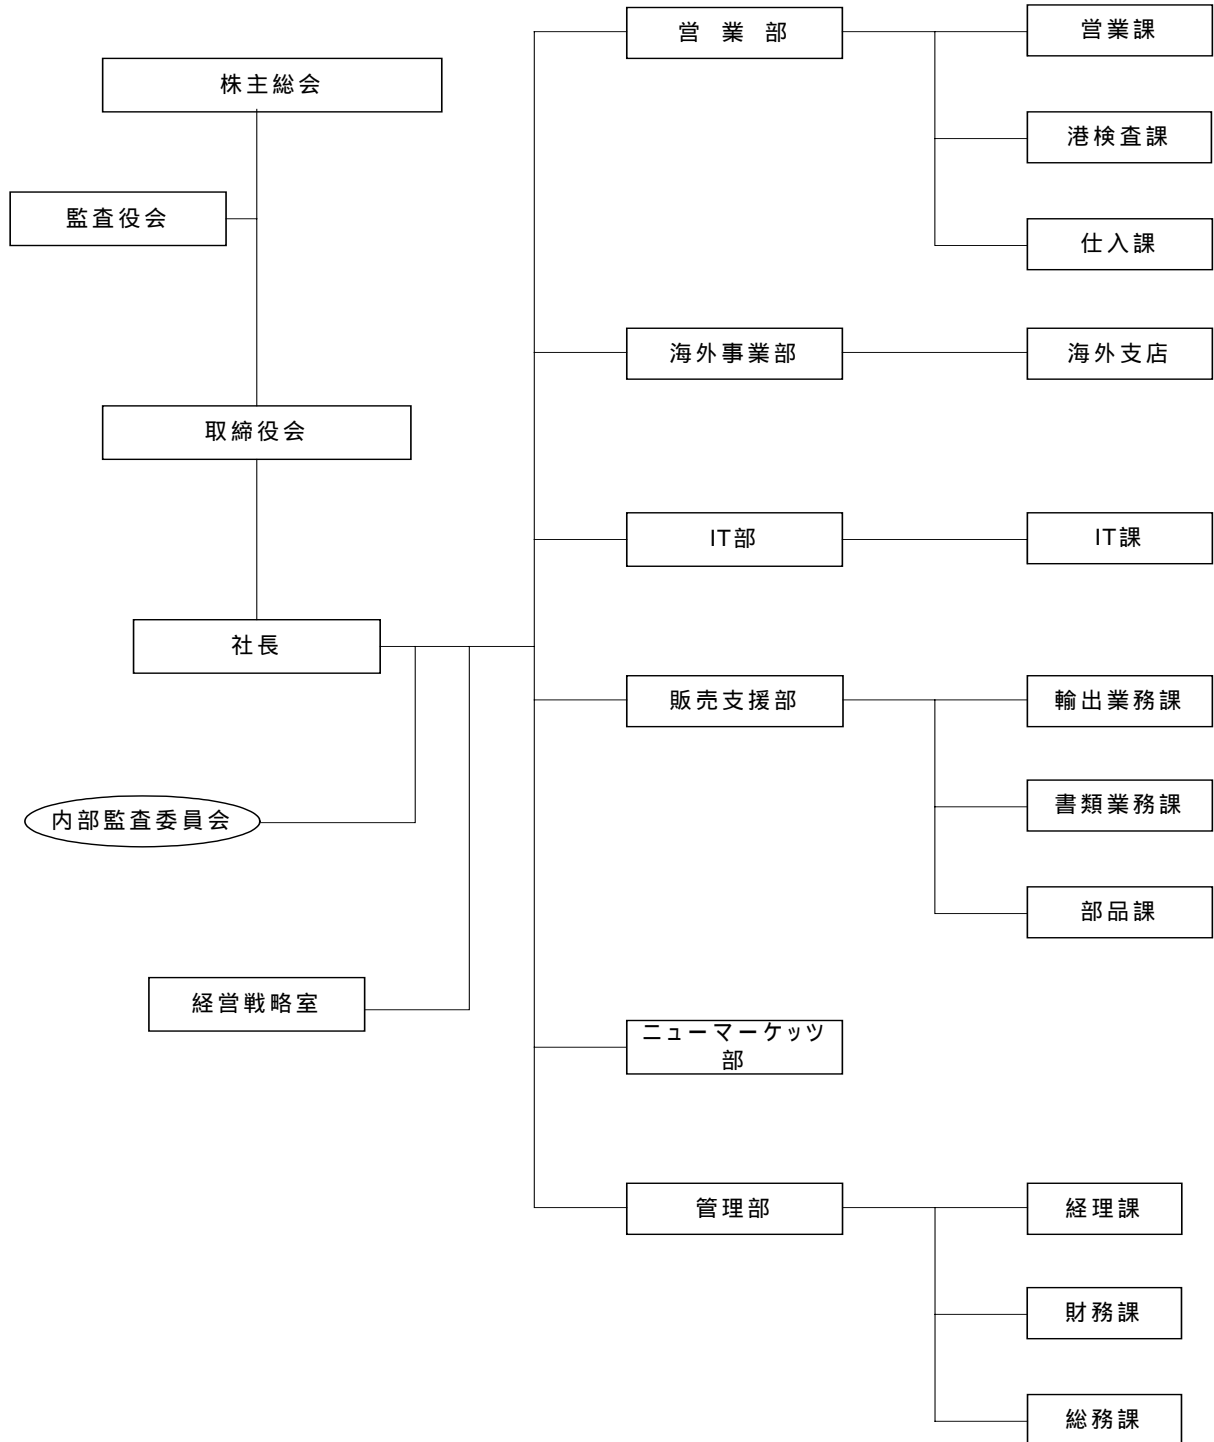 株主総会
監査役会
取締役会
社長
内部監査委員会
経営戦略室
営 業 部
営業課
港検査課
仕入課
海外事業部
海外支店
IT部
IT課
販売支援部
輸出業務課
書類業務課
部品課
ニューマーケッツ
部
管理部
経理課
財務課
総務課